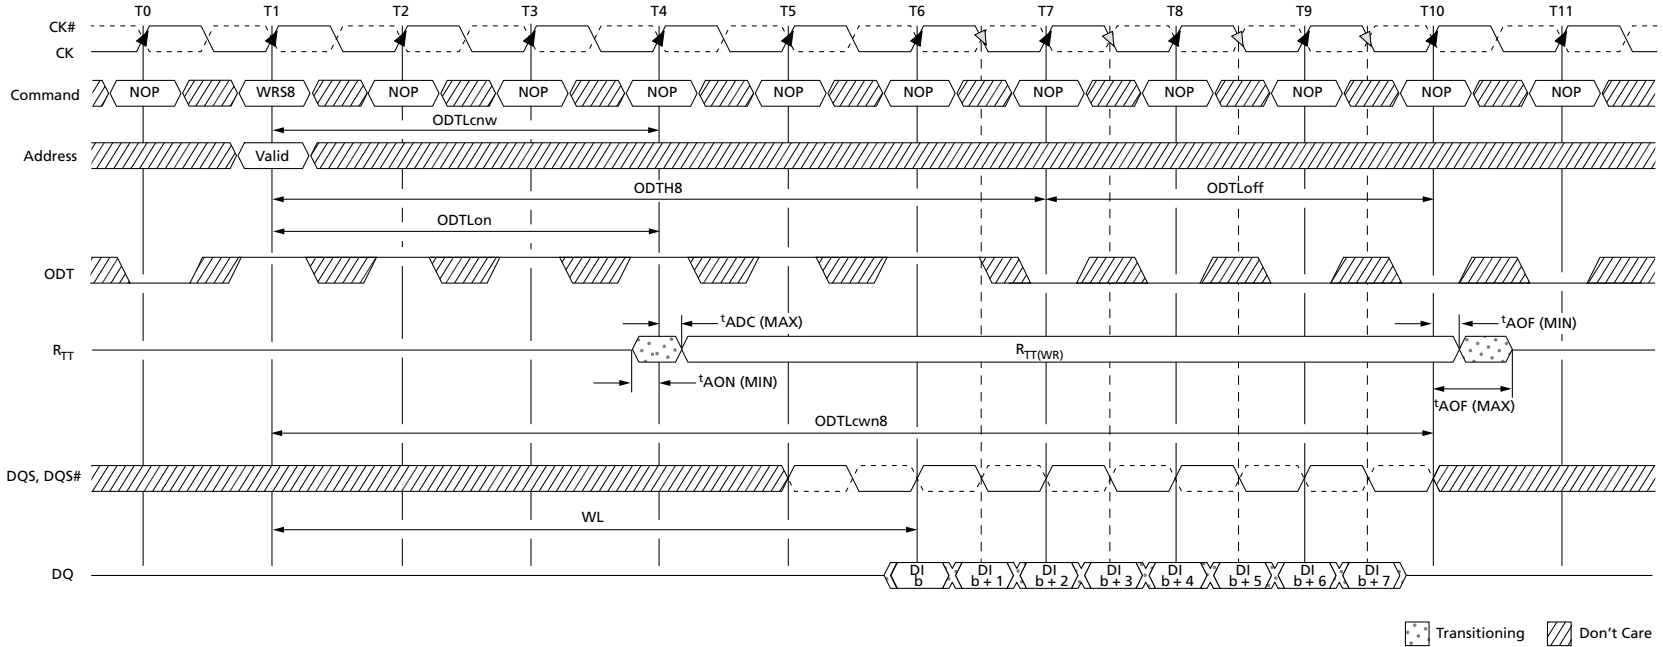 T0 T1 T2 T3 T4 T5 T6 T7 T8 T9 T10 T11
CK#
CK
Command NOP WRS8 NOP NOP NOP NOP NOP NOP NOP NOP NOP NOP
ODTLcnw
Address Valid
ODTH8 ODTLoff
ODTLon
ODT
tADC (MAX) tAOF (MIN)
RTT RTT(WR)
tAON (MIN)
tAOF (MAX)
ODTLcwn8
DQS, DQS#
WL
DQ DI b DI b + 1 DI b + 2 DI b + 3 DI b + 4 DI b + 5 DI b + 6 DI b + 7
Transitioning Don't Care